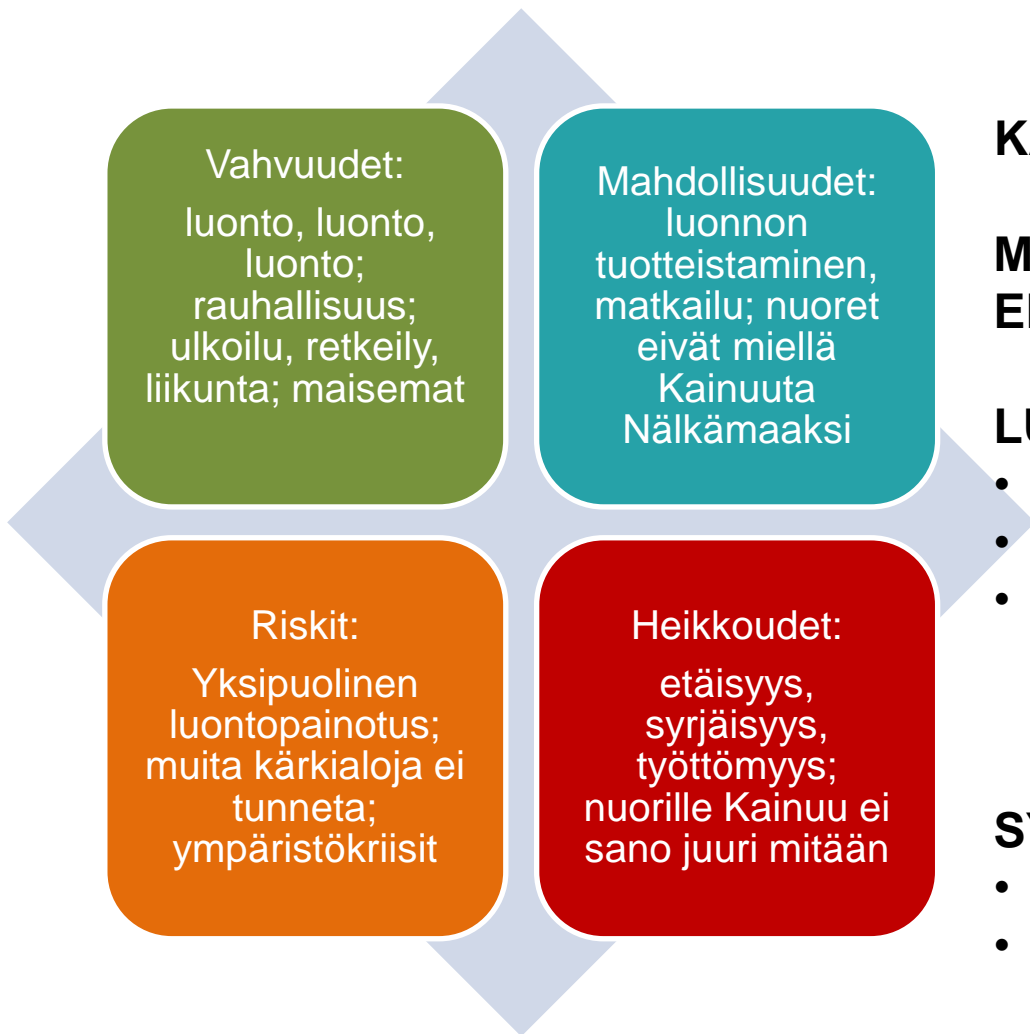 Vahvuudet:
luonto, luonto,
luonto;
rauhallisuus;
ulkoilu, retkeily,
liikunta; maisemat
Mahdollisuudet:
luonnon
tuotteistaminen,
matkailu; nuoret
eivät miellä
Kainuuta
Nälkämaaksi
Riskit:
Yksipuolinen
luontopainotus;
muita kärkialoja ei
tunneta;
ympäristökriisit
Heikkoudet:
etäisyys,
syrjäisyys,
työttömyys;
nuorille Kainuu ei
sano juuri mitään